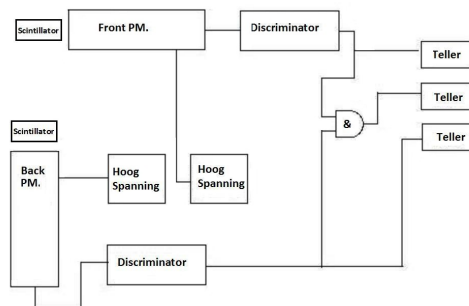 Scintillator
Front PM.
Discriminator
Teller
Teller
&
Scintillator
Teller
Back
PM.
Hoog
Spanning
Hoog
Spanning
Discriminator